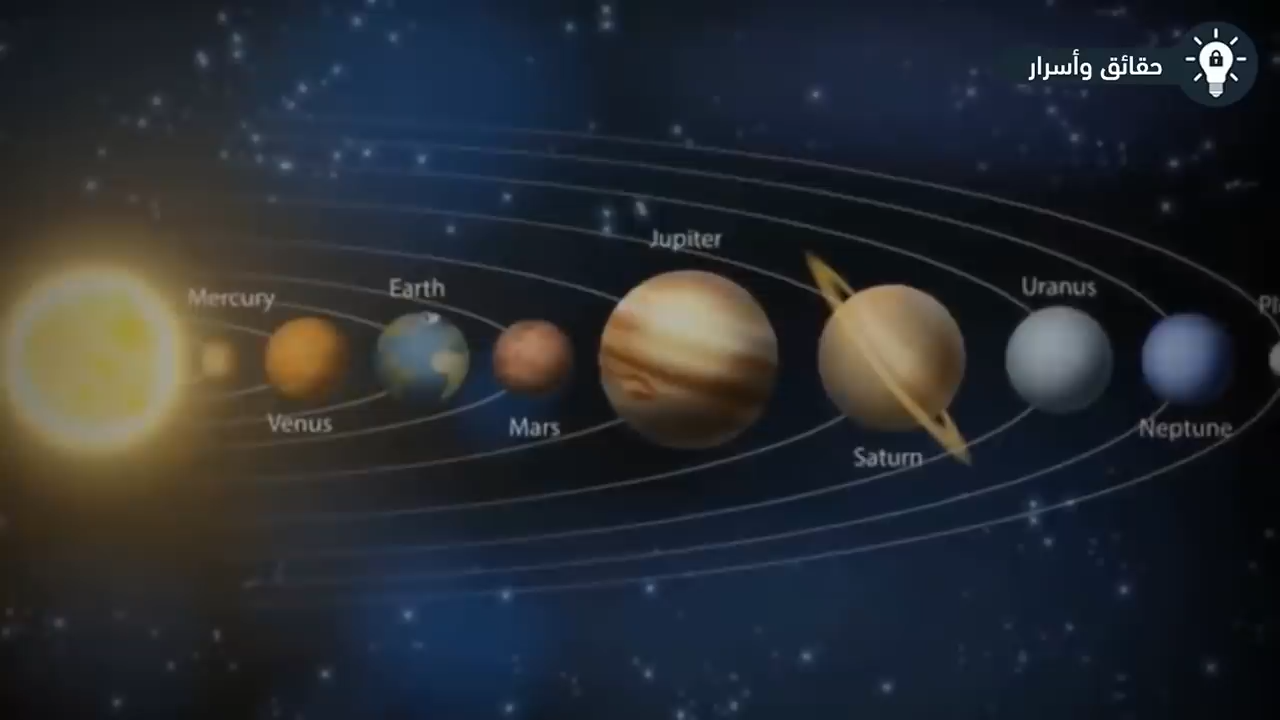 حقائق وأسرار
Jupiter
Earth
Uranus
Mercury
Venus
Mars
Neptune
Saturn